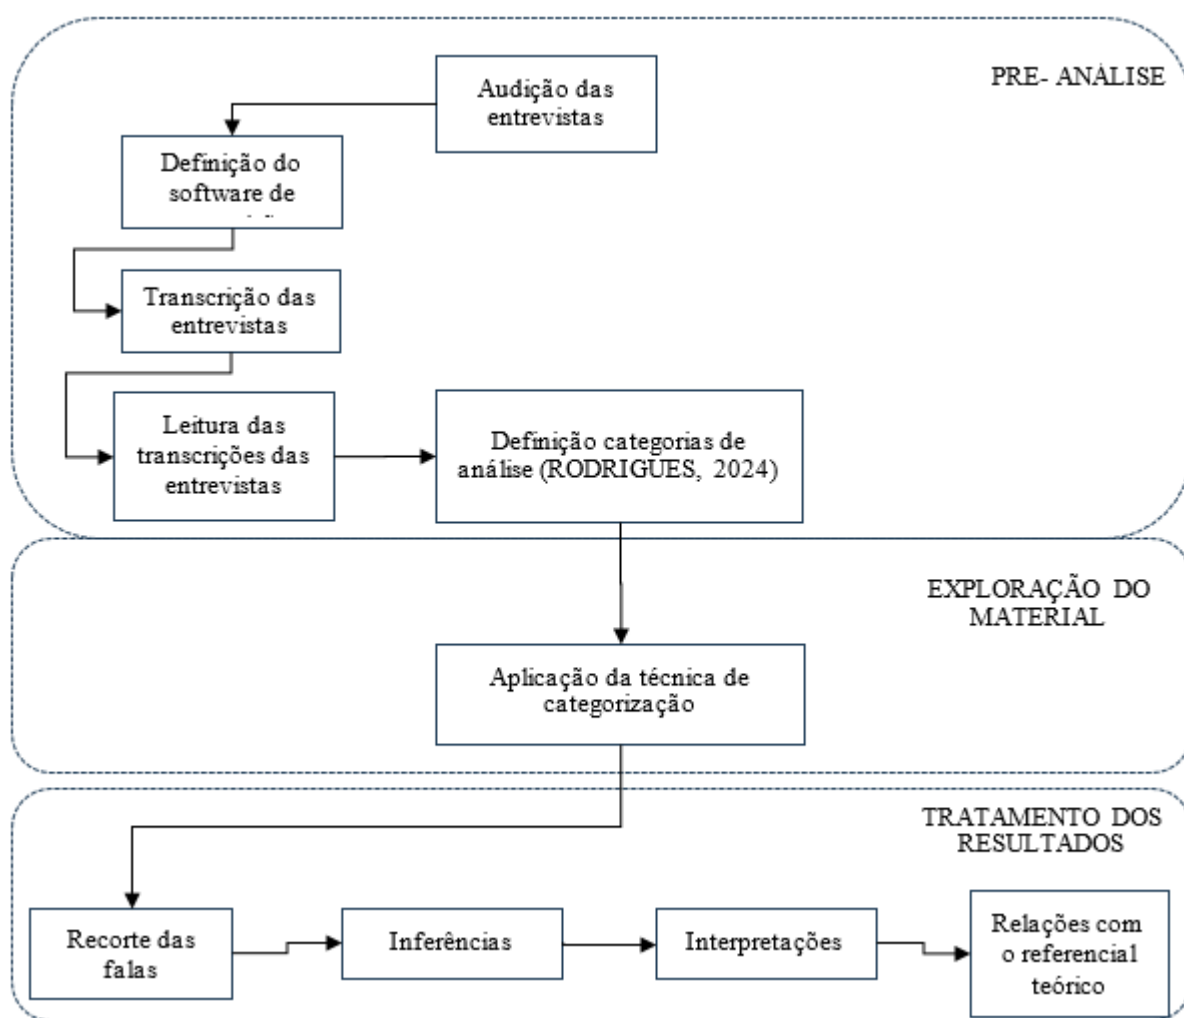 PRE- ANÁLISE
Audição das
entrevistas
Definição do
software de
Transcrição das
entrevistas
Leitura das
transcrições das
entrevistas
Definição categorias de
análise (RODRIGUES, 2024)
EXPLORAÇÃO DO
MATERIAL
Aplicação da técnica de
categorização
TRATAMENTO DOS
RESULTADOS
Recorte das
falas
Inferências
Interpretações
Relações com
o referencial
teórico